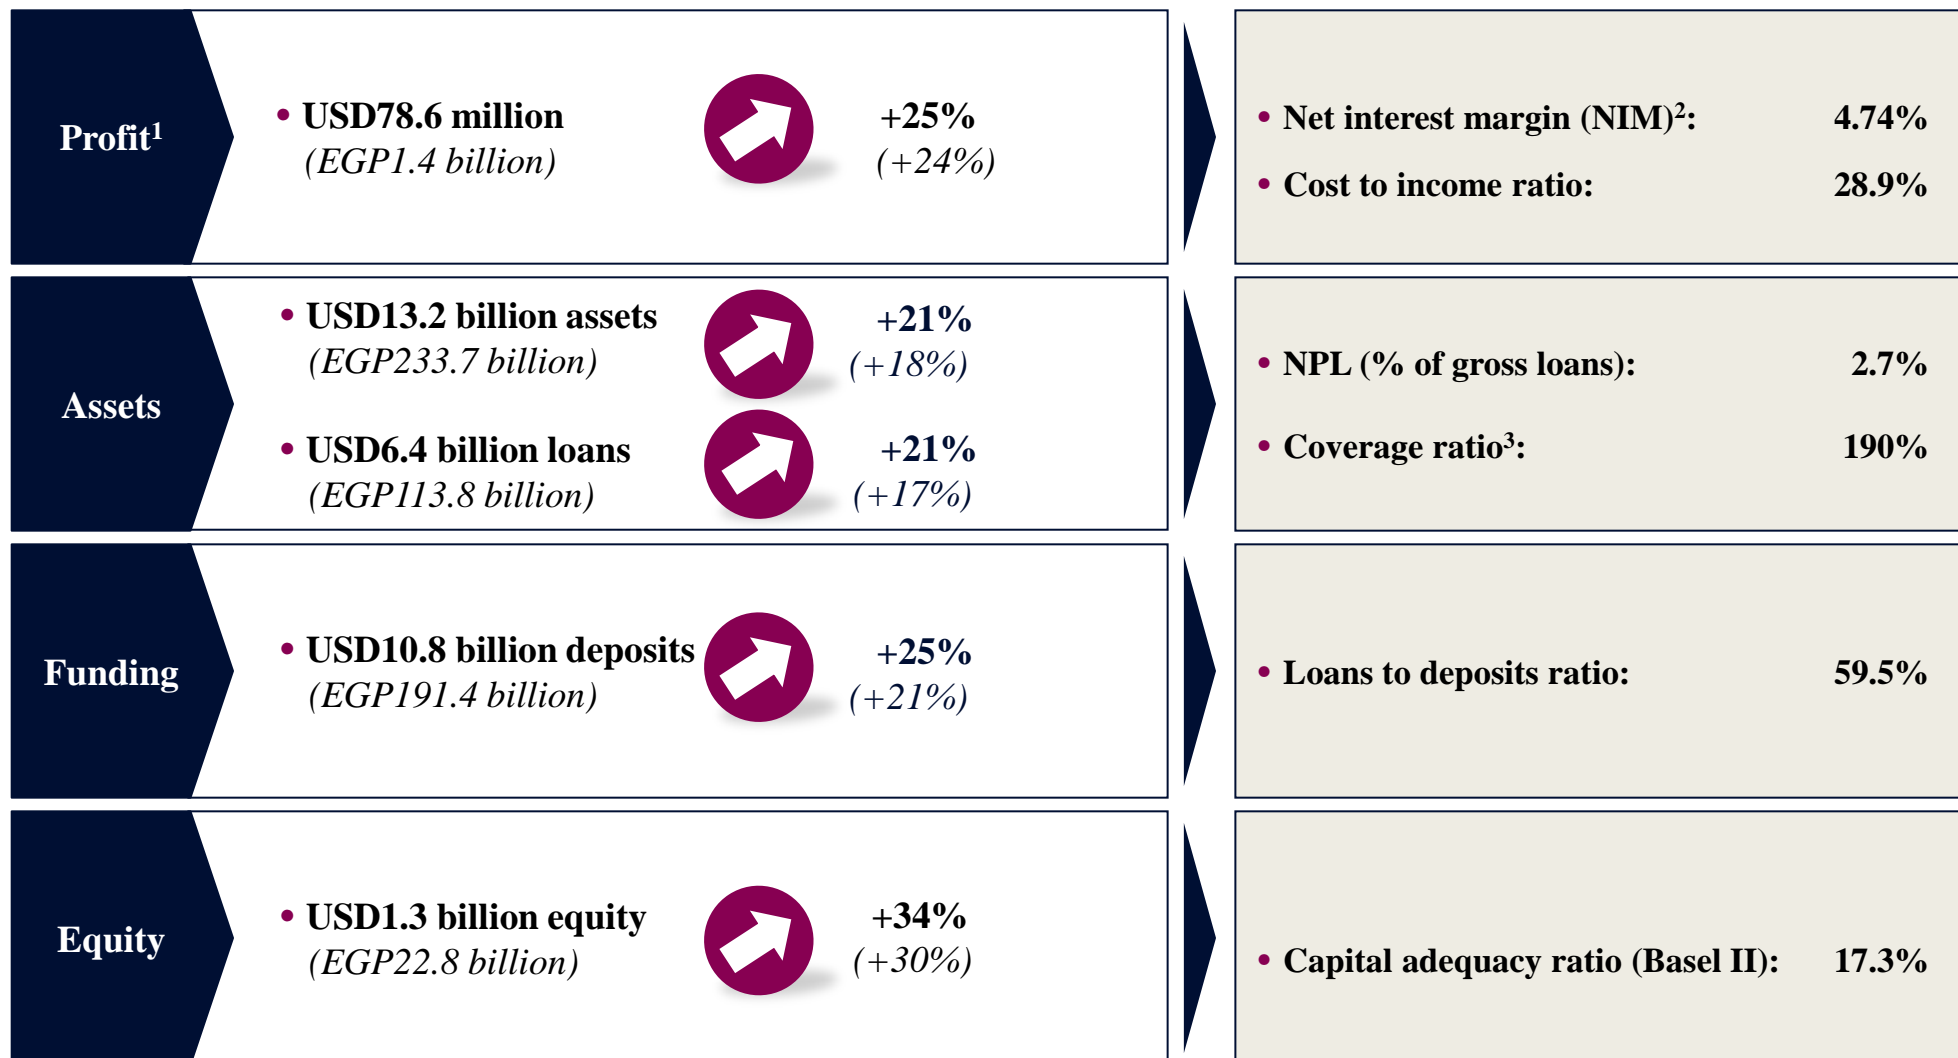 Profit¹
• USD78.6 million
(EGP1.4 billion)
+25%
(+24%)
• Net interest margin (NIM)²: 4.74%
• Cost to income ratio: 28.9%
Assets
• USD13.2 billion assets
(EGP233.7 billion)
+21%
(+18%)
• USD6.4 billion loans
(EGP113.8 billion)
+21%
(+17%)
• NPL (% of gross loans): 2.7%
• Coverage ratio³: 190%
Funding
• USD10.8 billion deposits
(EGP191.4 billion)
+25%
(+21%)
• Loans to deposits ratio: 59.5%
Equity
• USD1.3 billion equity
(EGP22.8 billion)
+34%
(+30%)
• Capital adequacy ratio (Basel II): 17.3%